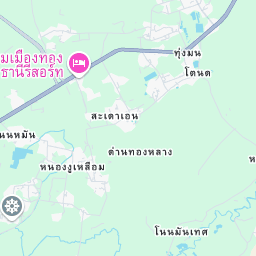 มเมืองทอง
ธานีรีสอร์ท
ทุ่งมน
โตนด
สะเดาเอน
นนหมัน
ด่านทองหลาง
หนองงูเหลือม
โนนมันเทศ
ห